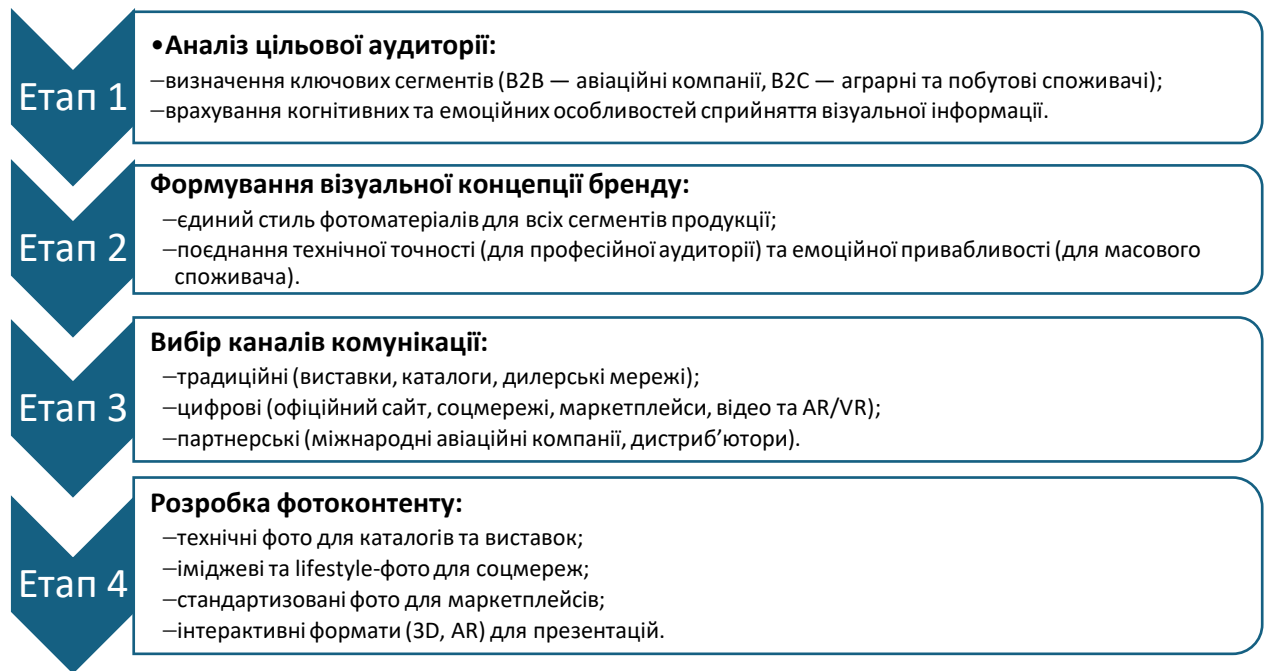 Етап 1
•Аналіз цільової аудиторії:
–визначення ключових сегментів (B2B — авіаційні компанії, B2C — аграрні та побутові споживачі);
–врахування когнітивних та емоційних особливостей сприйняття візуальної інформації.
Етап 2
Формування візуальної концепції бренду:
–єдиний стиль фотоматеріалів для всіх сегментів продукції;
–поєднання технічної точності (для професійної аудиторії) та емоційної привабливості (для масового
споживача).
Етап 3
Вибір каналів комунікації:
–традиційні (виставки, каталоги, дилерські мережі);
–цифрові (офіційний сайт, соцмережі, маркетплейси, відео та AR/VR);
–партнерські (міжнародні авіаційні компанії, дистриб’ютори).
Етап 4
Розробка фотоконтенту:
–технічні фото для каталогів та виставок;
–іміджеві та lifestyle-фото для соцмереж;
–стандартизовані фото для маркетплейсів;
–інтерактивні формати (3D, AR) для презентацій.